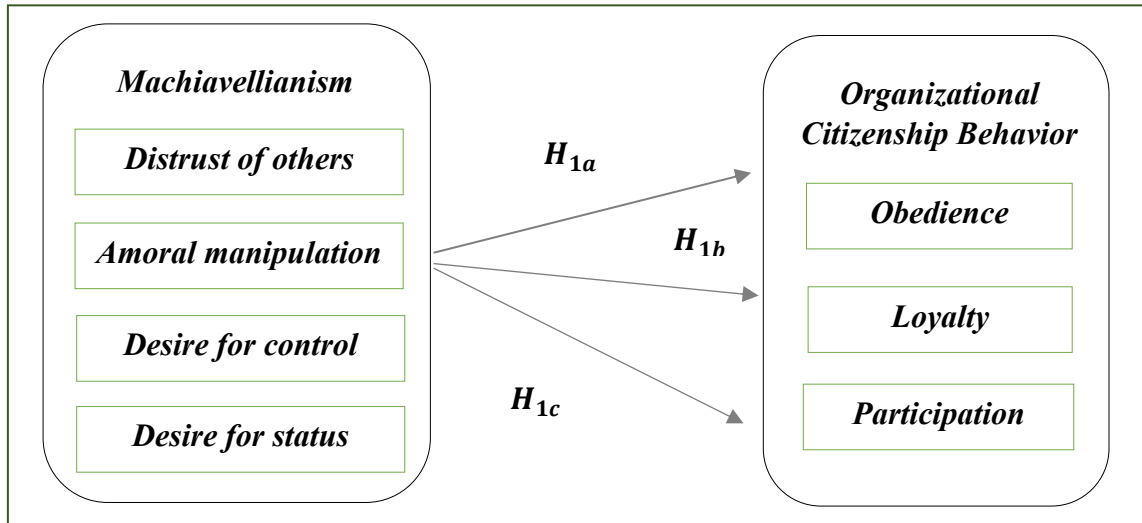 Machiavellianism
Distrust of others
Amoral manipulation
Desire for control
Desire for status
H1a
H1b
H1c
Organizational
Citizenship Behavior
Obedience
Loyalty
Participation